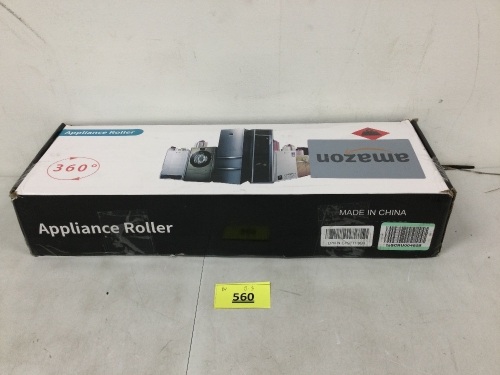 Appliance Roller
360°
amazon
MADE IN CHINA
Appliance Roller
560